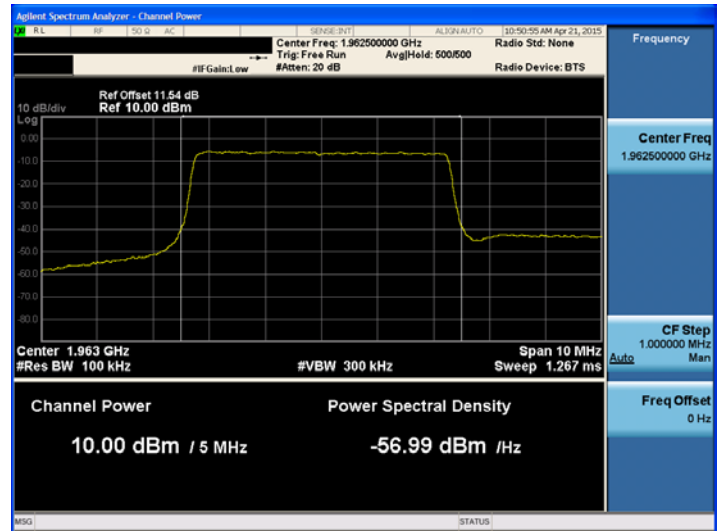 Agilent Spectrum Analyzer - Channel Power
RL RF 50 Ω AC SENSE:INT ALIGN AUTO 10:50:55 AM Apr 21, 2015
Center Freq: 1.962500000 GHz Radio Std: None
Trig: Free Run Avg|Hold: 500/500
#IFGain:Low #Atten: 20 dB Radio Device: BTS
Ref Offset 11.54 dB
10 dB/div Ref 10.00 dBm
Log
0.00
-10.0
-20.0
-30.0
-40.0
-50.0
-60.0
-70.0
-80.0
Center 1.963 GHz Span 10 MHz
#Res BW 100 kHz #VBW 300 kHz Sweep 1.267 ms
Channel Power Power Spectral Density
10.00 dBm / 5 MHz -56.99 dBm /Hz
MSG STATUS
Frequency
Center Freq
1.962500000 GHz
CF Step
1.000000 MHz
Auto Man
Freq Offset
0 Hz